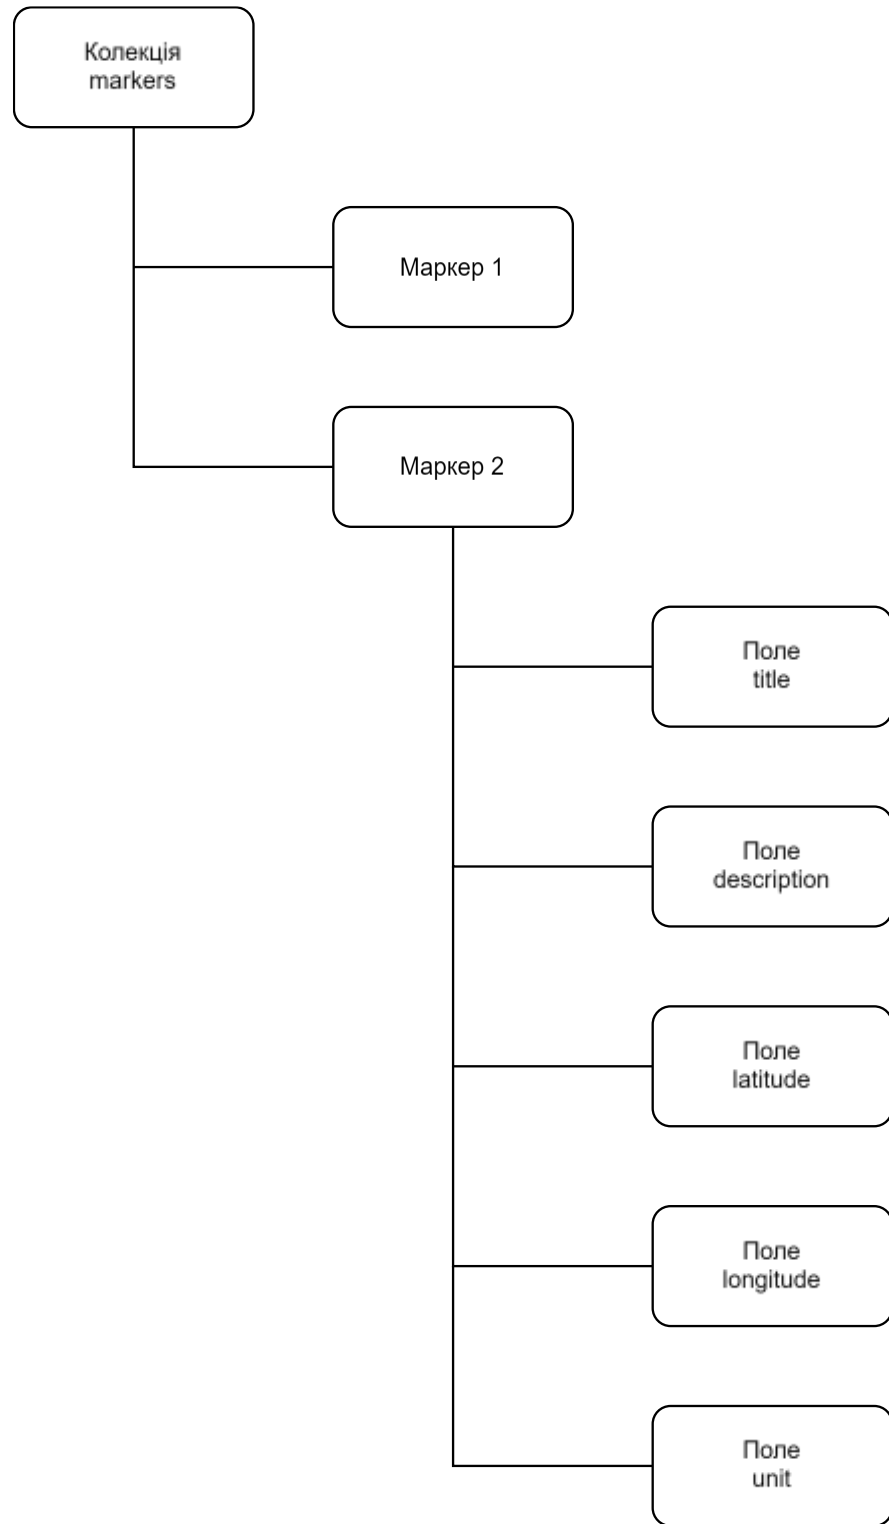 Колекція
markers
Маркер 1
Маркер 2
Поле
title
Поле
description
Поле
latitude
Поле
longitude
Поле
unit